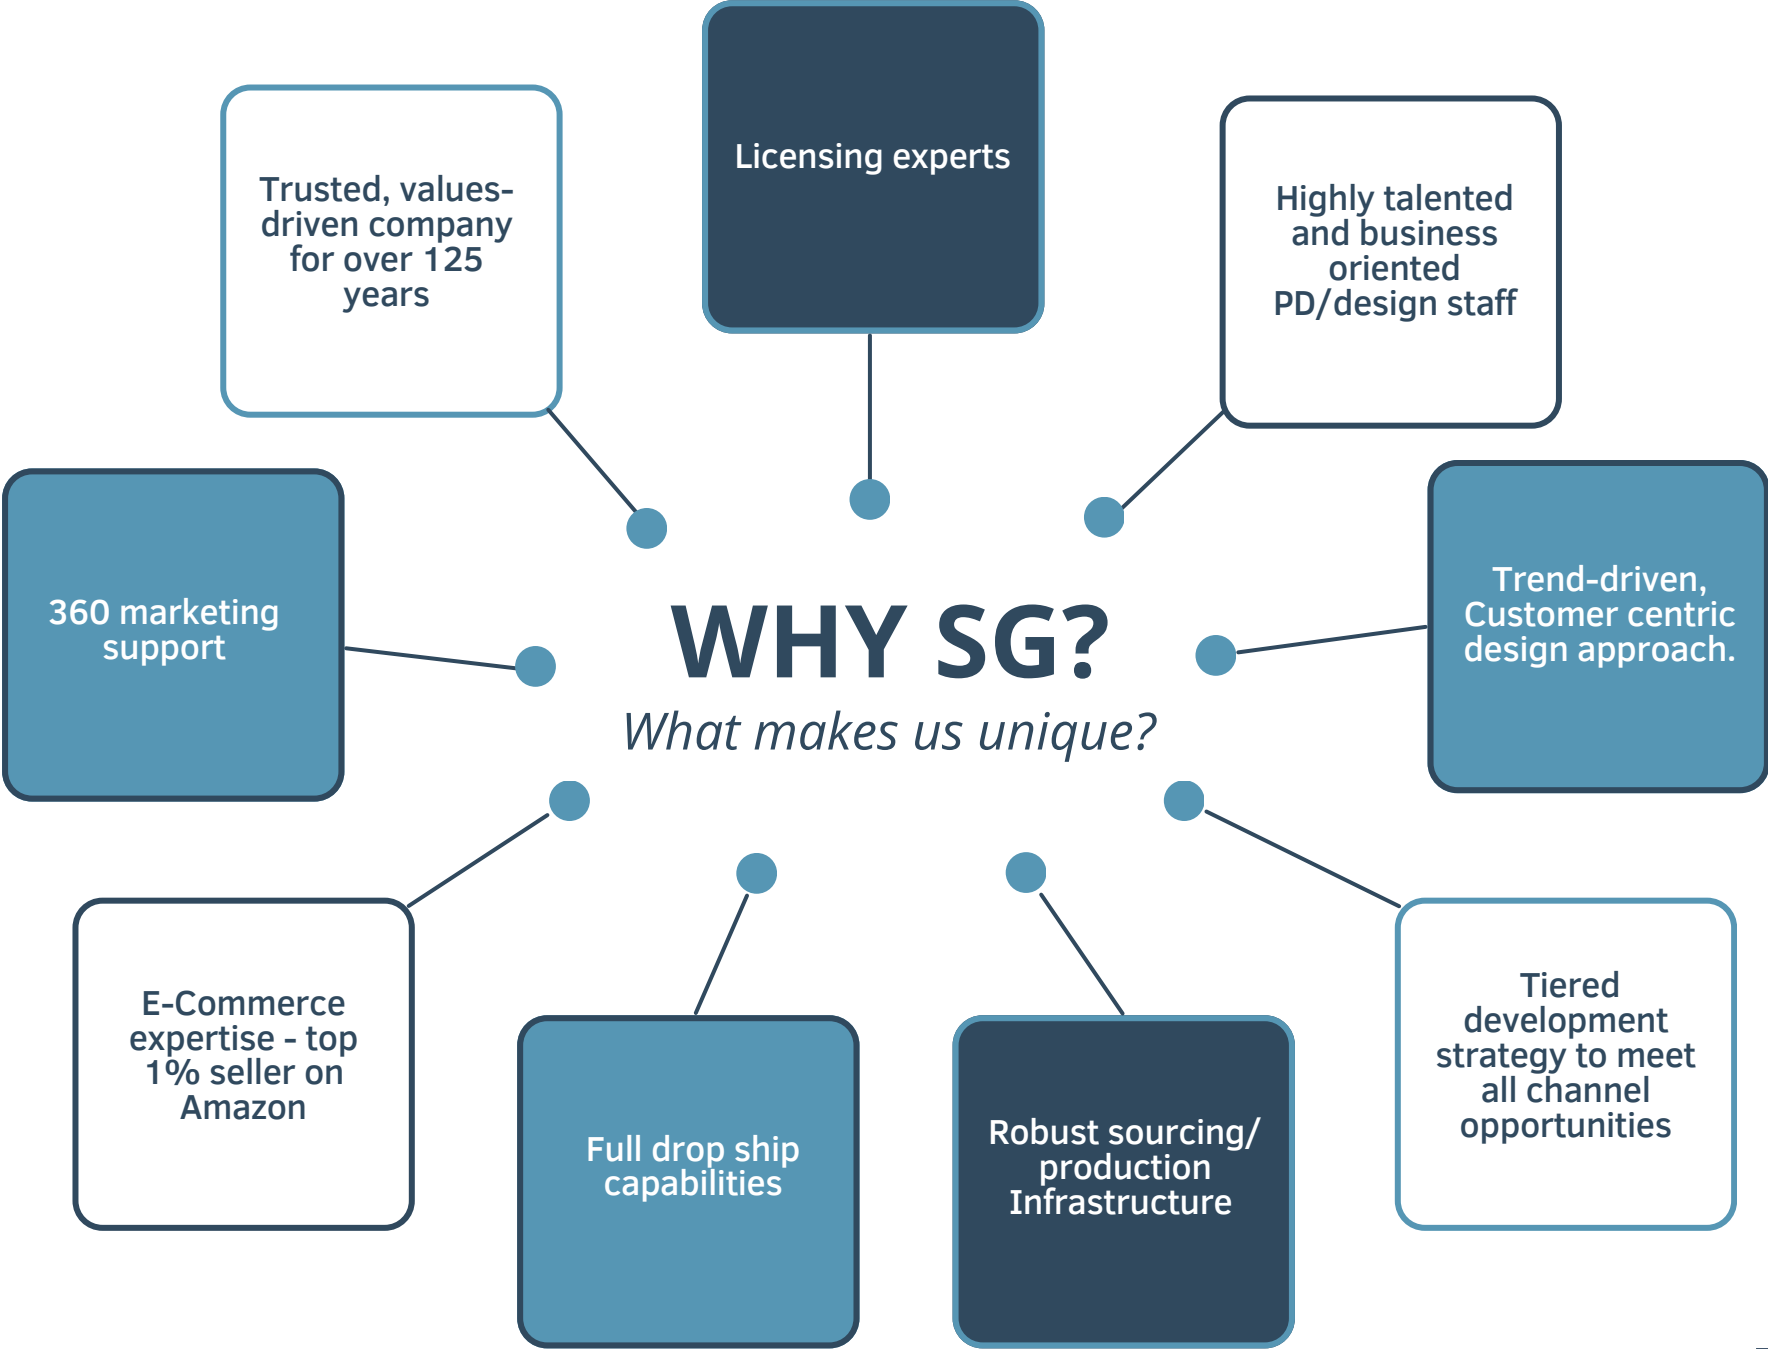 Licensing experts
Trusted, values-
driven company
for over 125
years
Highly talented
and business
oriented
PD/design staff
360 marketing
support
WHY SG?
What makes us unique?
Trend-driven,
Customer centric
design approach.
E-Commerce
expertise - top
1% seller on
Amazon
Full drop ship
capabilities
Robust sourcing/
production
Infrastructure
Tiered
development
strategy to meet
all channel
opportunities